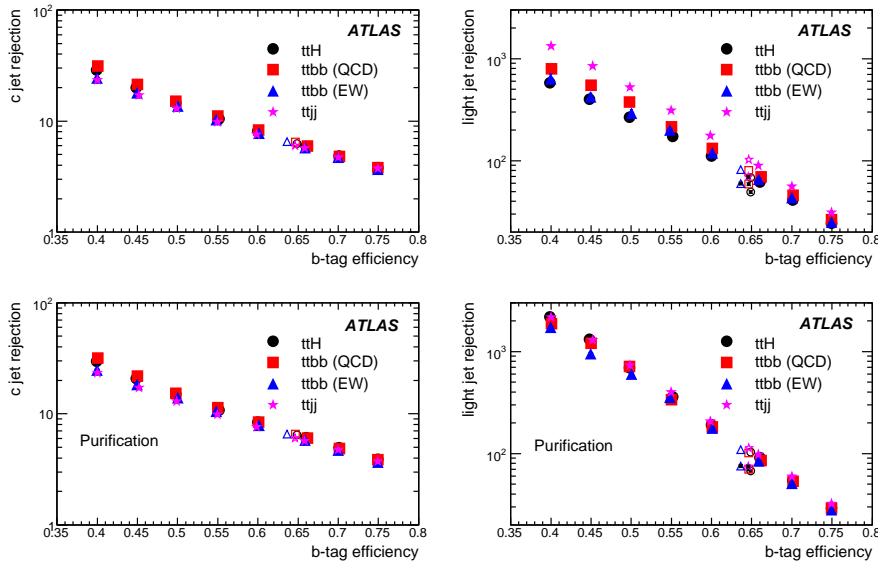 ATLAS
ttH
ttbb (QCD)
ttbb (EW)
ttjj
c jet rejection
10²
10
1
0.35 0.4 0.45 0.5 0.55 0.6 0.65 0.7 0.75 0.8
b-tag efficiency
ATLAS
ttH
ttbb (QCD)
ttbb (EW)
ttjj
light jet rejection
10³
10²
0.35 0.4 0.45 0.5 0.55 0.6 0.65 0.7 0.75 0.8
b-tag efficiency
ATLAS
ttH
ttbb (QCD)
ttbb (EW)
ttjj
Purification
c jet rejection
10²
10
1
0.35 0.4 0.45 0.5 0.55 0.6 0.65 0.7 0.75 0.8
b-tag efficiency
ATLAS
ttH
ttbb (QCD)
ttbb (EW)
ttjj
Purification
light jet rejection
10³
10²
10
0.35 0.4 0.45 0.5 0.55 0.6 0.65 0.7 0.75 0.8
b-tag efficiency